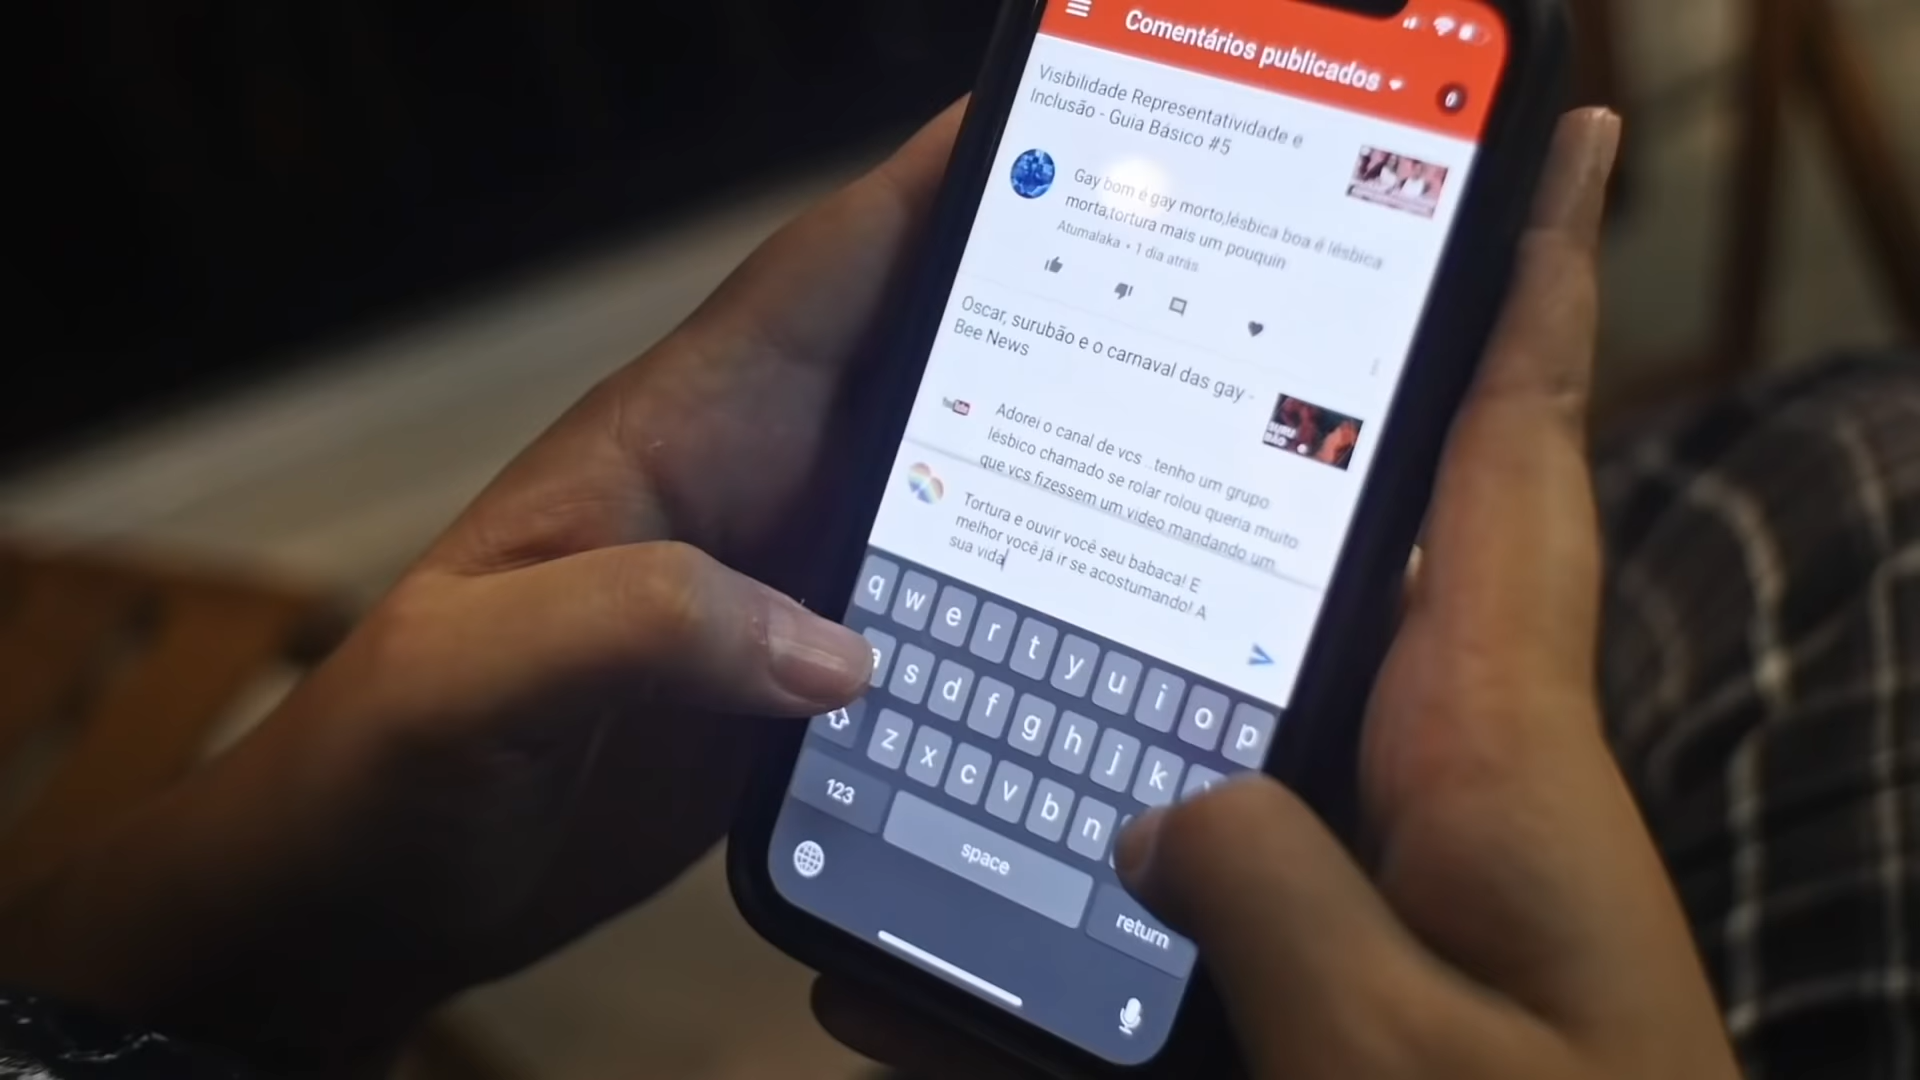 Comentários publicados
0
Visibilidade Representatividade e
Inclusão - Guia Básico #5
Gay bom é gay morto,lésbica boa é lésbica
morta,tortura mais um pouquin
Atumalaka • 1 dia atrás
Oscar, surubão e o carnaval das gay -
Bee News
Adorei o canal de vcs ...tenho um grupo
lésbico chamado se rolar rolou queria muito
que vcs fizessem um video mandando um
Tortura e ouvir você seu babaca! E
melhor você já ir se acostumando! A
sua vida
q w e r t y u i o p
a s d f g h j k
z x c v b n
123 space return